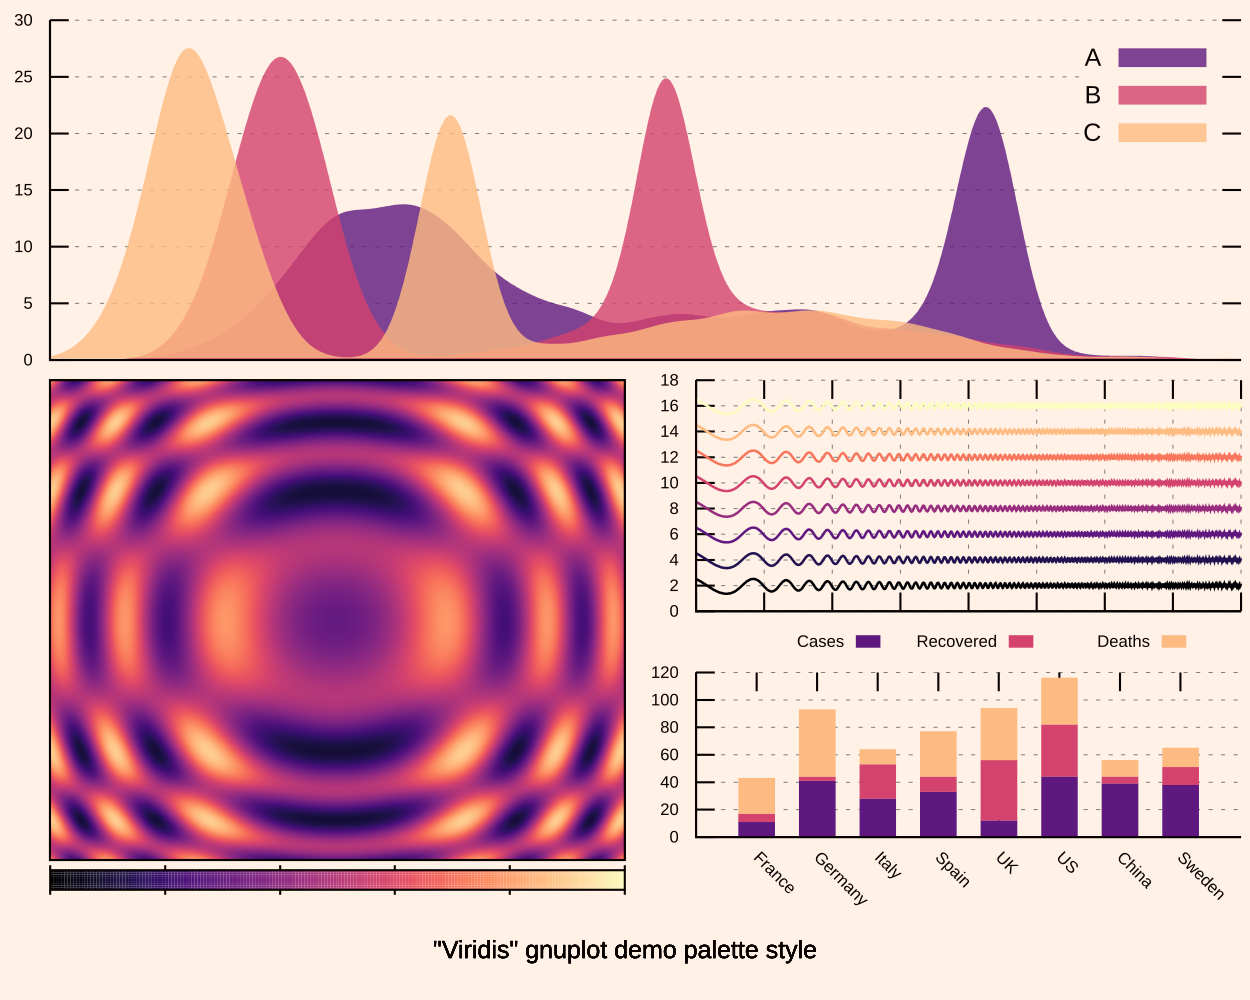 30
25
20
15
10
5
0
A
B
C
18
16
14
12
10
8
6
4
2
0
Cases Recovered Deaths
120
100
80
60
40
20
0
France
Germany
Italy
Spain
UK
US
China
Sweden
"Viridis" gnuplot demo palette style